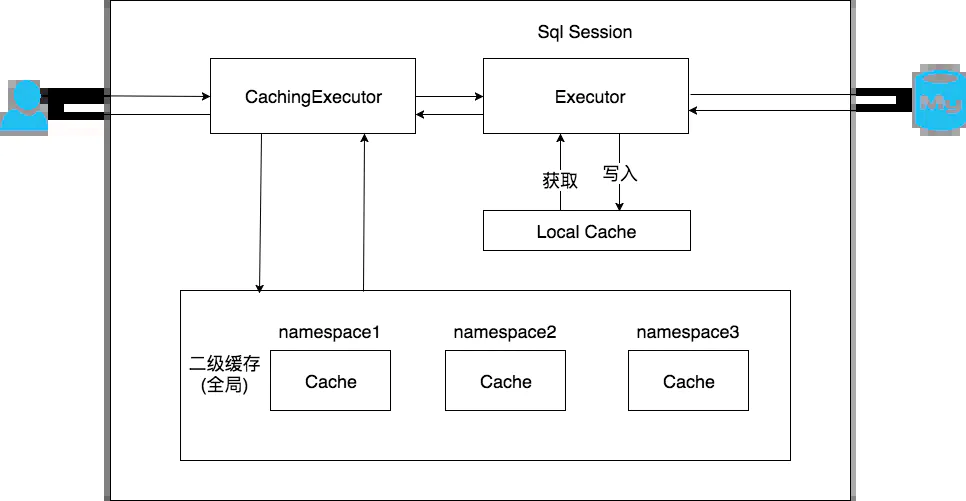 Sql Session
CachingExecutor
Executor
My
获取
写入
Local Cache
namespace1
namespace2
namespace3
二级缓存
(全局)
Cache
Cache
Cache